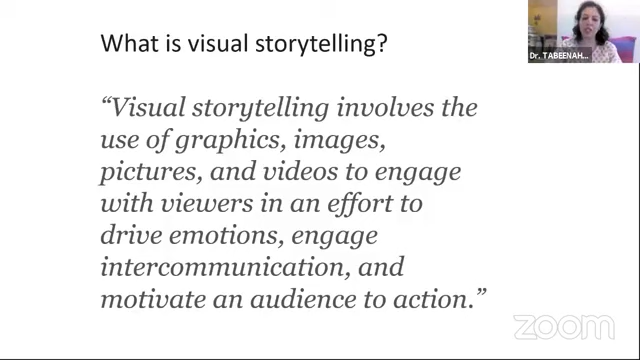 What is visual storytelling?
Dr. TABEENAH...
“Visual storytelling involves the
use of graphics, images,
pictures, and videos to engage
with viewers in an effort to
drive emotions, engage
intercommunication, and
motivate an audience to action.”
zoom